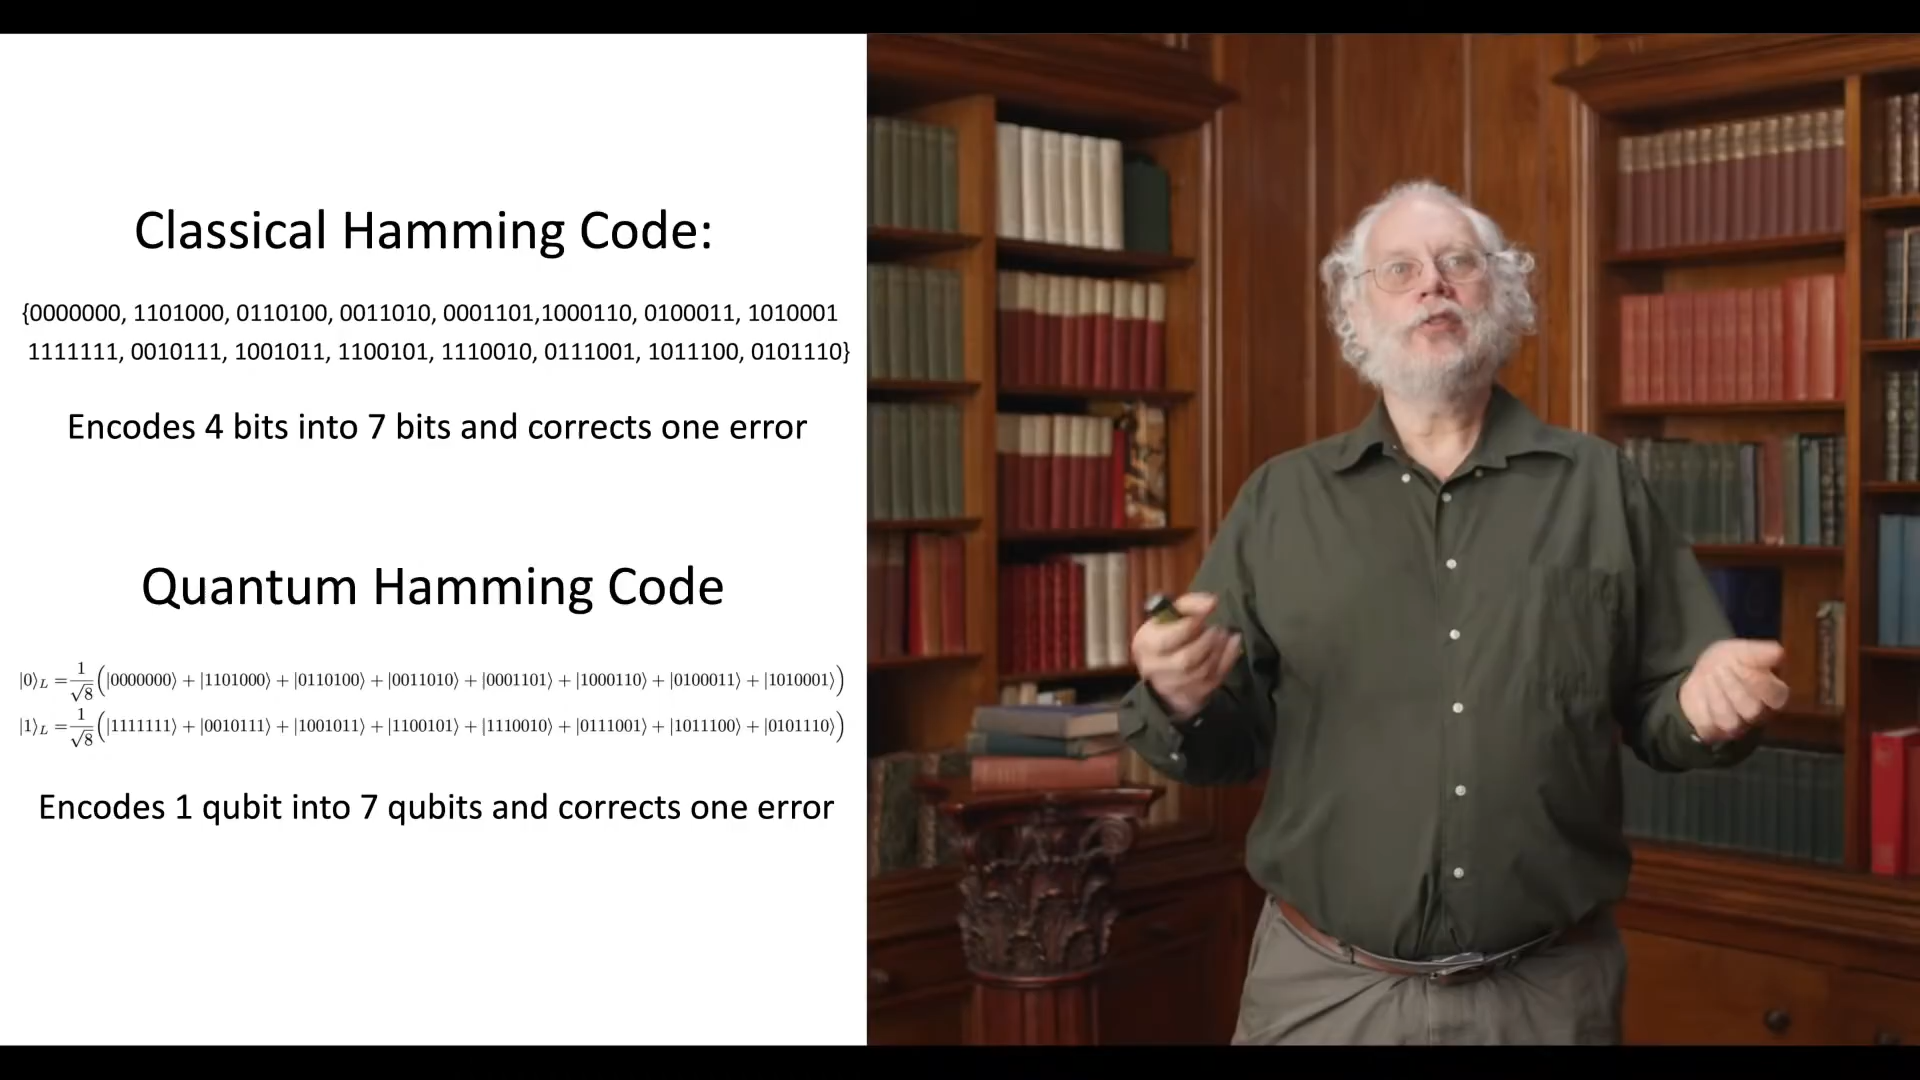 Classical Hamming Code:
{0000000, 1101000, 0110100, 0011010, 0001101,1000110, 0100011, 1010001
1111111, 0010111, 1001011, 1100101, 1110010, 0111001, 1011100, 0101110}
Encodes 4 bits into 7 bits and corrects one error
Quantum Hamming Code
|0⟩_L = 1/√8 (|0000000⟩ + |1101000⟩ + |0110100⟩ + |0011010⟩ + |0001101⟩ + |1000110⟩ + |0100011⟩ + |1010001⟩)
|1⟩_L = 1/√8 (|1111111⟩ + |0010111⟩ + |1001011⟩ + |1100101⟩ + |1110010⟩ + |0111001⟩ + |1011100⟩ + |0101110⟩)
Encodes 1 qubit into 7 qubits and corrects one error